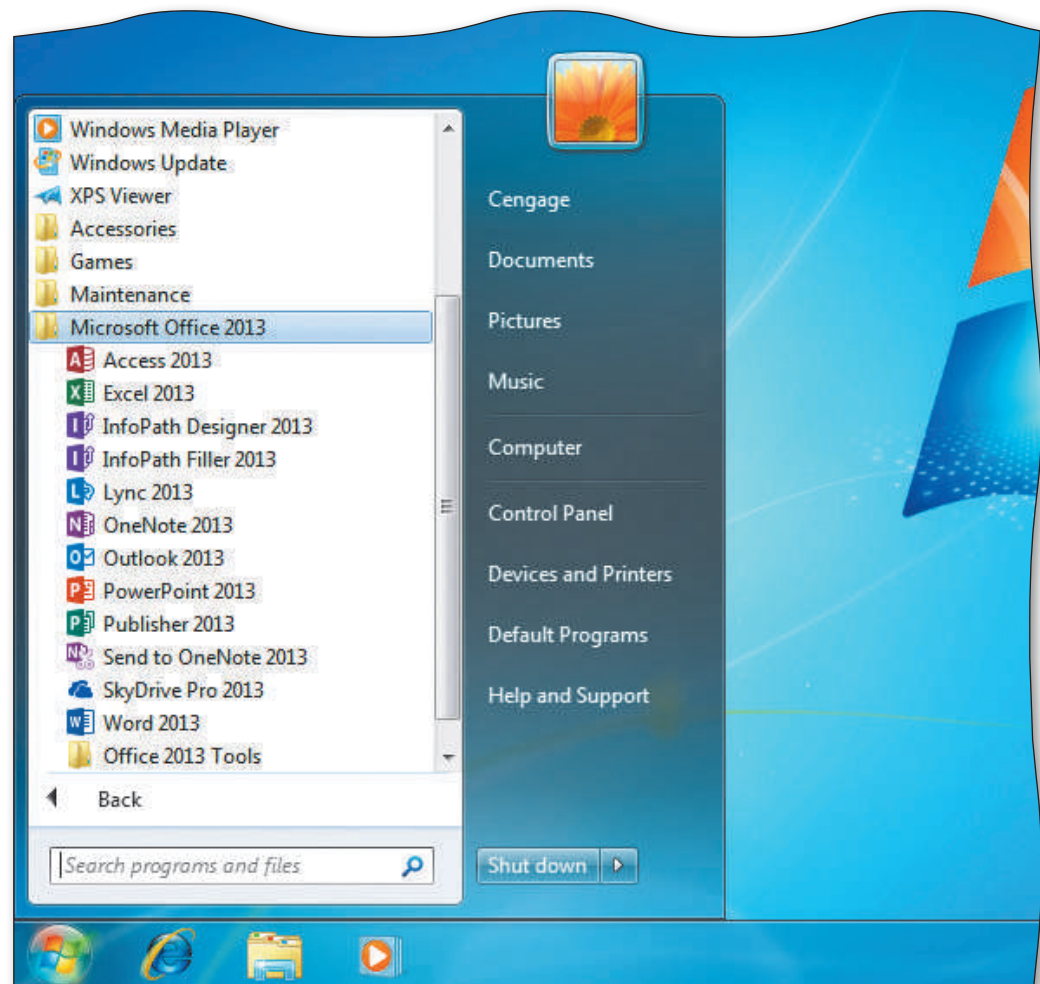 Windows Media Player
Windows Update
XPS Viewer
Accessories
Games
Maintenance
Microsoft Office 2013
Access 2013
Excel 2013
InfoPath Designer 2013
InfoPath Filler 2013
Lync 2013
OneNote 2013
Outlook 2013
PowerPoint 2013
Publisher 2013
Send to OneNote 2013
SkyDrive Pro 2013
Word 2013
Office 2013 Tools
Back
Search programs and files
Cengage
Documents
Pictures
Music
Computer
Control Panel
Devices and Printers
Default Programs
Help and Support
Shut down